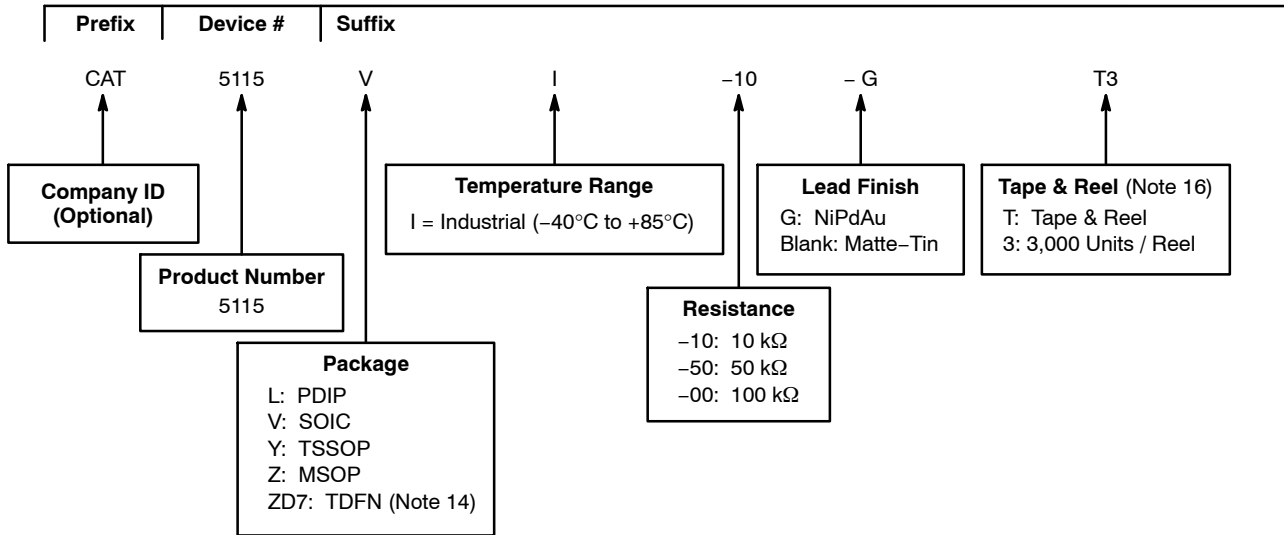 Prefix Device # Suffix
CAT 5115 V I −10 − G T3
Company ID
(Optional)
Temperature Range
I = Industrial (−40°C to +85°C)
Lead Finish
G: NiPdAu
Blank: Matte−Tin
Tape & Reel (Note 16)
T: Tape & Reel
3: 3,000 Units / Reel
Product Number
5115
Resistance
−10: 10 kΩ
−50: 50 kΩ
−00: 100 kΩ
Package
L: PDIP
V: SOIC
Y: TSSOP
Z: MSOP
ZD7: TDFN (Note 14)